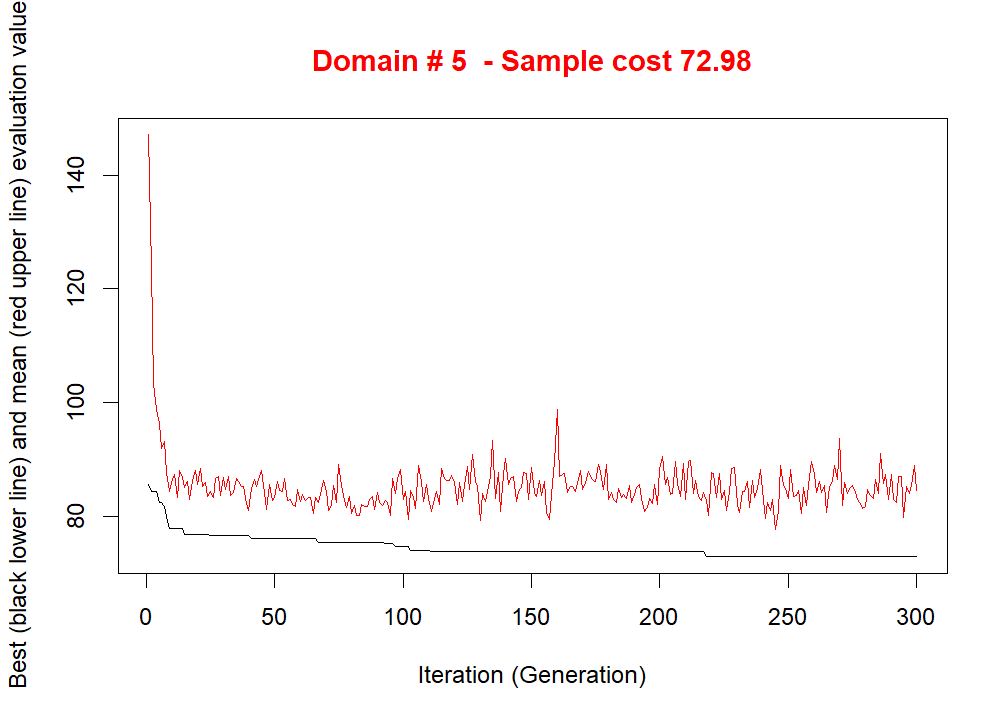 Domain # 5  - Sample cost 72.98
Best (black lower line) and mean (red upper line) evaluation value
140
120
100
80
0 50 100 150 200 250 300
Iteration (Generation)